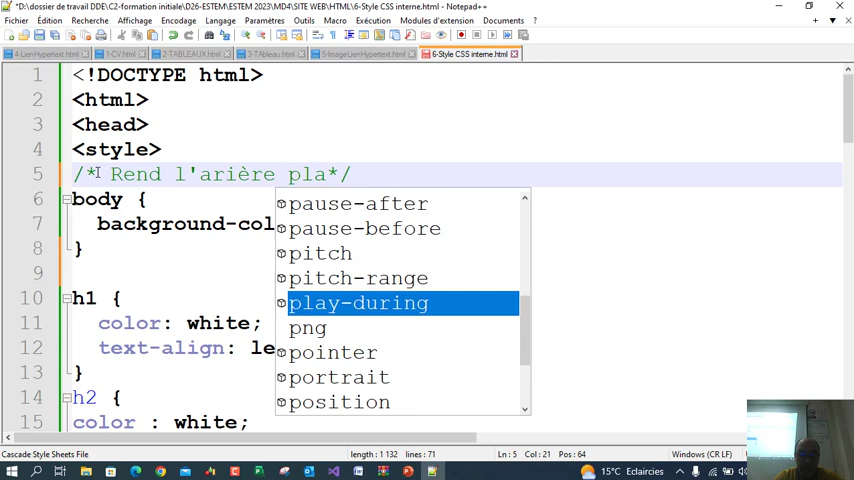 *D:\dossier de travail DDE\C2-formation initiale\D26-ESTEM\ESTEM 2023\MD4\SITE WEB\HTML\6-Style CSS interne.html - Notepad++
Fichier Édition Recherche Affichage Encodage Langage Paramètres Outils Macro Exécution Modules d'extension Documents ?
4-LienHypertext.html 1-CV.html 2-TABLEAUX.html 3-TAbleau.html 5-ImageLienHypertext.html 6-Style CSS interne.html
1 <!DOCTYPE html>
2 <html>
3 <head>
4 <style>
5 /* Rend l'arière pla*/
6 body {
7 background-col
8 }
9
10 h1 {
11 color: white;
12 text-align: le
13 }
14 h2 {
15 color : white;
pause-after
pause-before
pitch
pitch-range
play-during
png
pointer
portrait
position
Cascade Style Sheets File length : 1 132 lines : 71 Ln : 5 Col : 21 Pos : 64 Windows (CR LF)
15°C Eclaircies